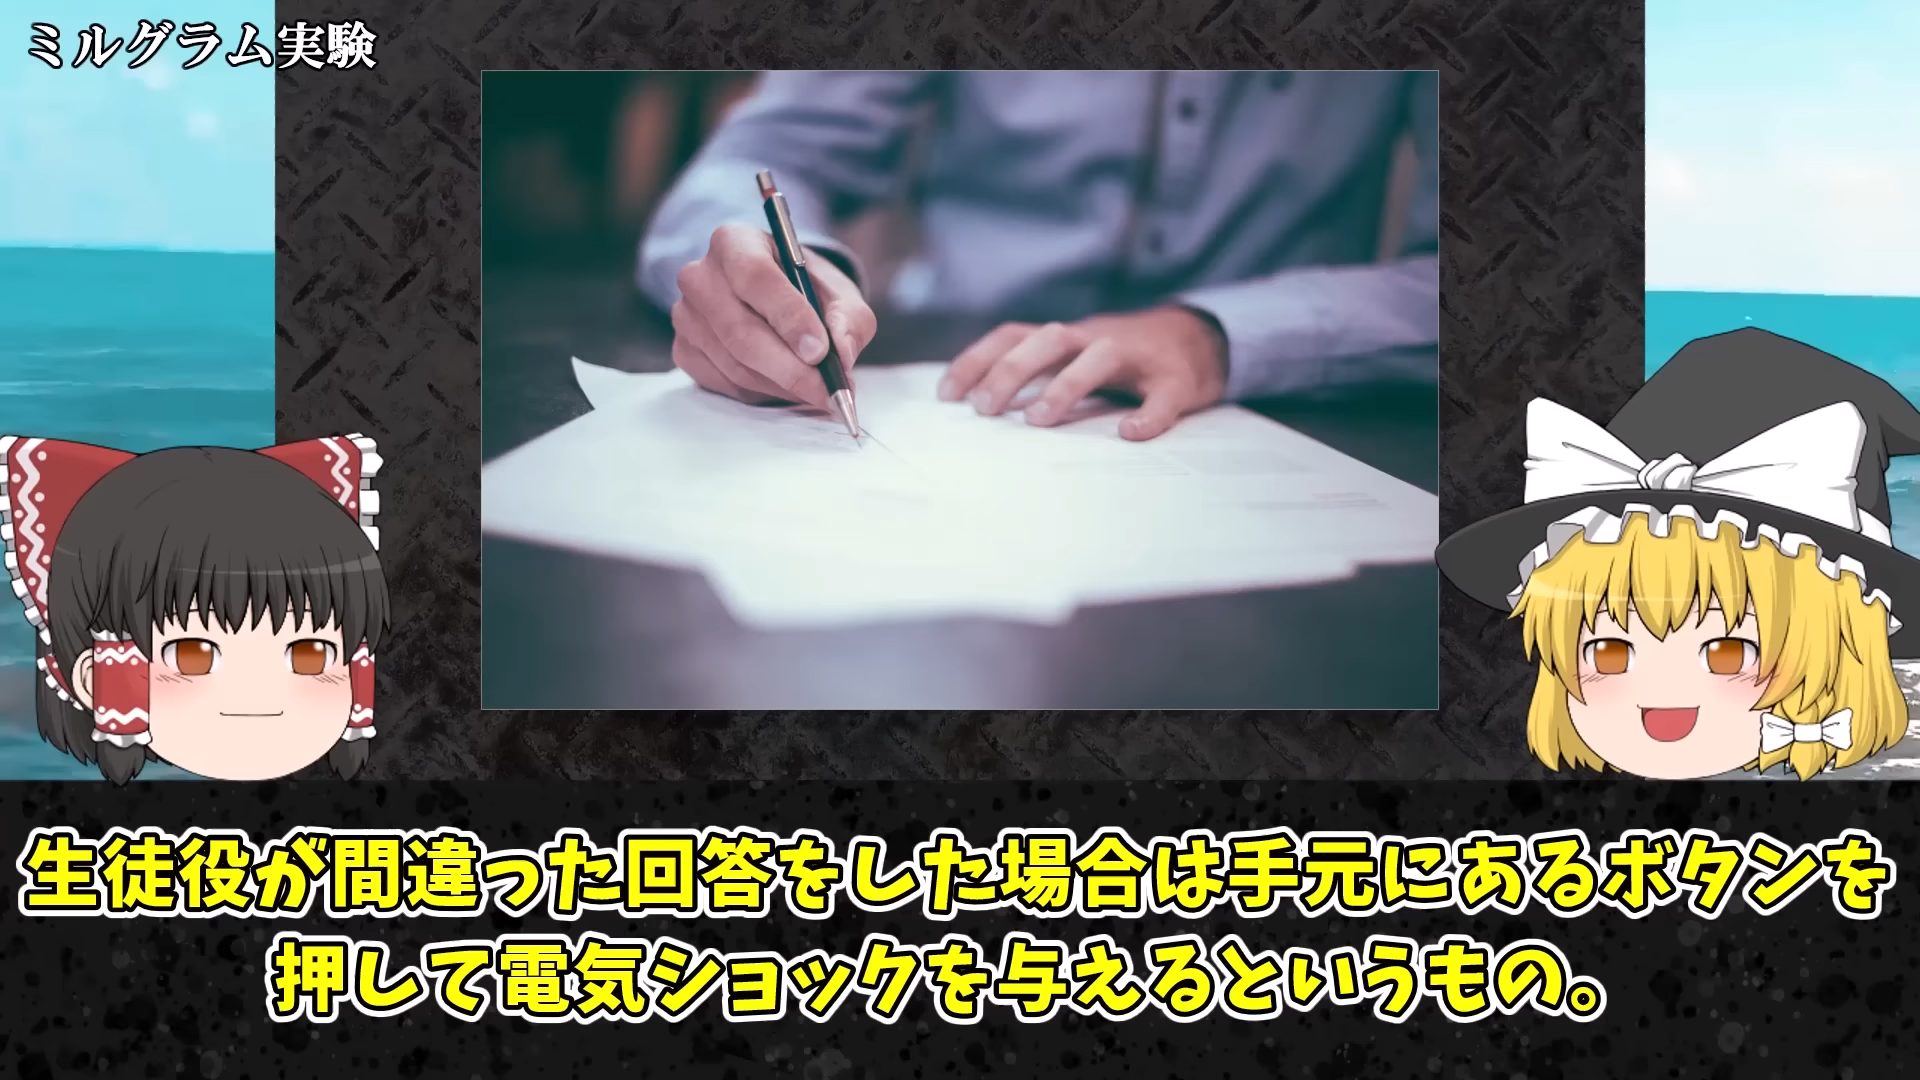 ミルグラム実験
生徒役が間違った回答をした場合は手元にあるボタンを
押して電気ショックを与えるというもの。